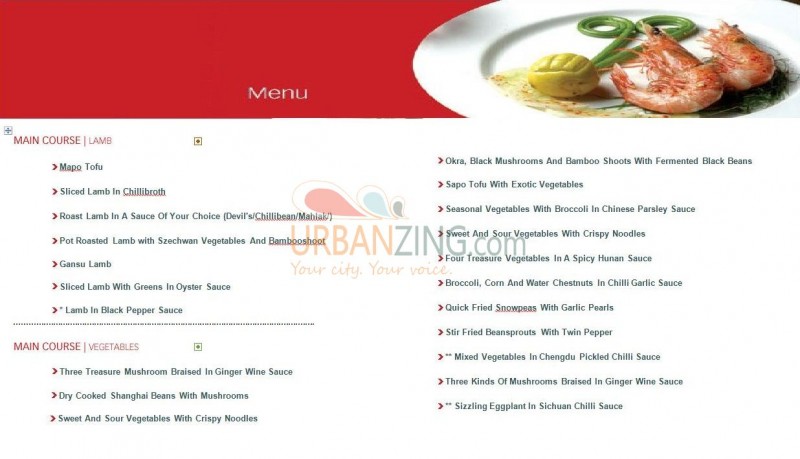 Menu
MAIN COURSE | LAMB
Mapo Tofu
Sliced Lamb In Chillibroth
Roast Lamb In A Sauce Of Your Choice (Devil's/Chillibean/Mahlak/)
Pot Roasted Lamb with Szechwan Vegetables And Bambooshoot
Gansu Lamb
Sliced Lamb With Greens In Oyster Sauce
* Lamb In Black Pepper Sauce
MAIN COURSE | VEGETABLES
Three Treasure Mushroom Braised In Ginger Wine Sauce
Dry Cooked Shanghai Beans With Mushrooms
Sweet And Sour Vegetables With Crispy Noodles
Okra, Black Mushrooms And Bamboo Shoots With Fermented Black Beans
Sapo Tofu With Exotic Vegetables
Seasonal Vegetables With Broccoli In Chinese Parsley Sauce
Sweet And Sour Vegetables With Crispy Noodles
Four Treasure Vegetables In A Spicy Hunan Sauce
Broccoli, Corn And Water Chestnuts In Chilli Garlic Sauce
Quick Fried Snowpeas With Garlic Pearls
Stir Fried Beansprouts With Twin Pepper
** Mixed Vegetables In Chengdu Pickled Chilli Sauce
Three Kinds Of Mushrooms Braised In Ginger Wine Sauce
** Sizzling Eggplant In Sichuan Chilli Sauce
URBANZING.com
Your city. Your voice.